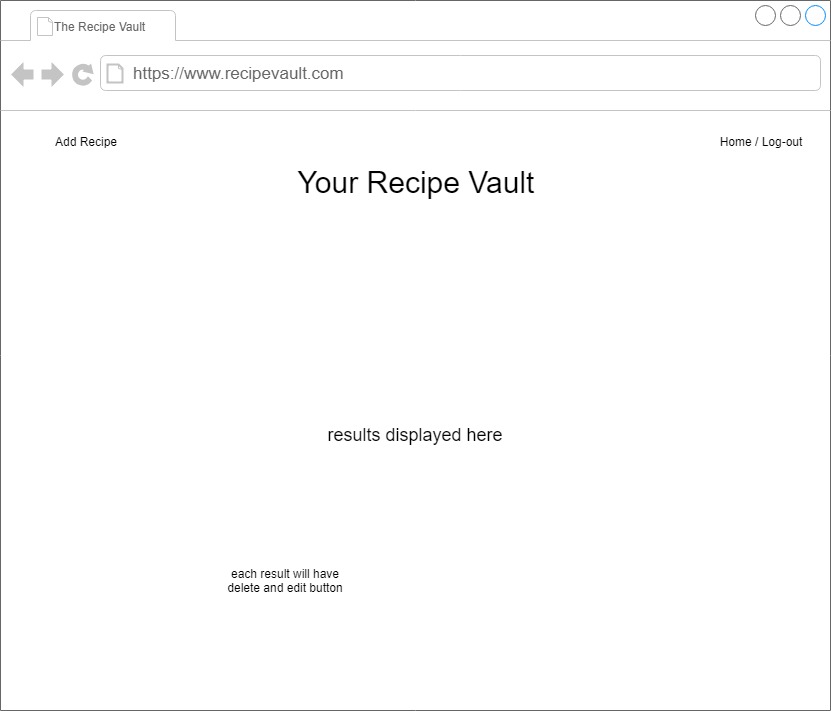 The Recipe Vault
https://www.recipevault.com
Add Recipe
Home / Log-out
Your Recipe Vault
results displayed here
each result will have
delete and edit button